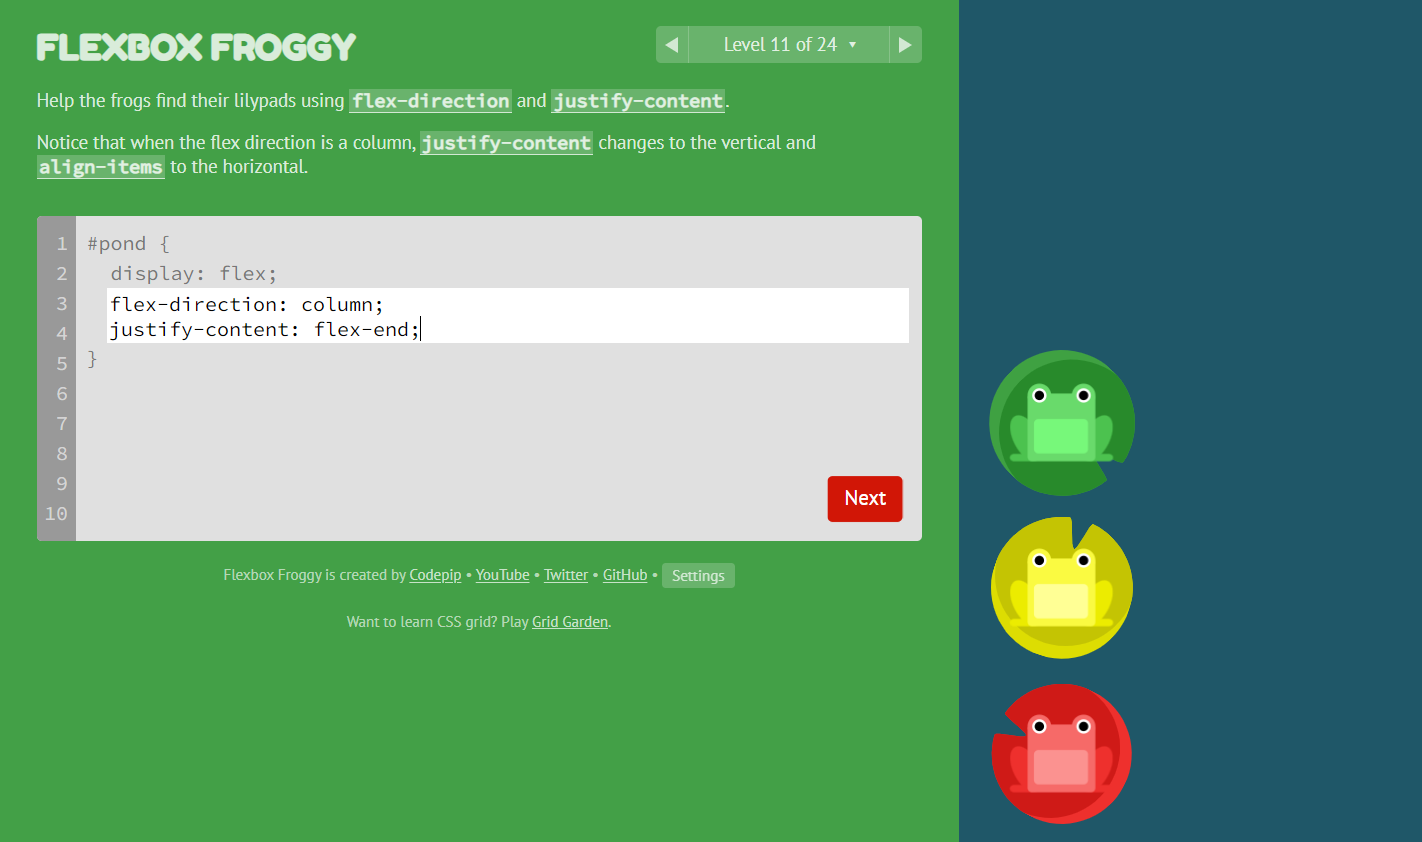 FLEXBOX FROGGY
◀ Level 11 of 24 ▼ ▶
Help the frogs find their lilypads using flex-direction and justify-content.
Notice that when the flex direction is a column, justify-content changes to the vertical and
align-items to the horizontal.
1 #pond {
2 display: flex;
3 flex-direction: column;
4 justify-content: flex-end;
5 }
6
7
8
9
10
Next
Flexbox Froggy is created by Codepip • YouTube • Twitter • GitHub • Settings
Want to learn CSS grid? Play Grid Garden.